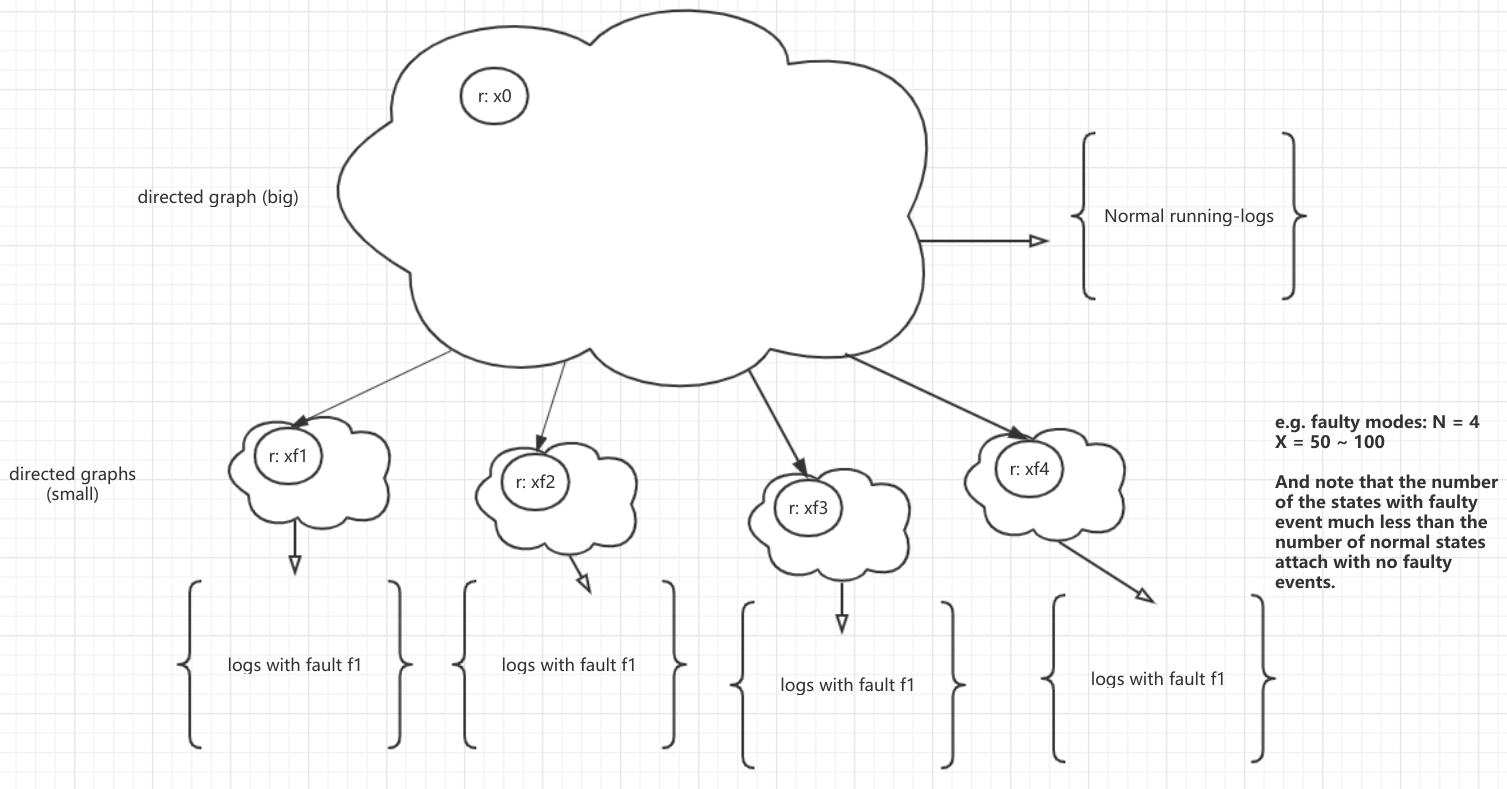 r: x0
directed graph (big)
Normal running-logs
r: xf1
r: xf2
r: xf3
r: xf4
directed graphs
(small)
e.g. faulty modes: N = 4
X = 50 ~ 100
And note that the number
of the states with faulty
event much less than the
number of normal states
attach with no faulty
events.
logs with fault f1
logs with fault f1
logs with fault f1
logs with fault f1